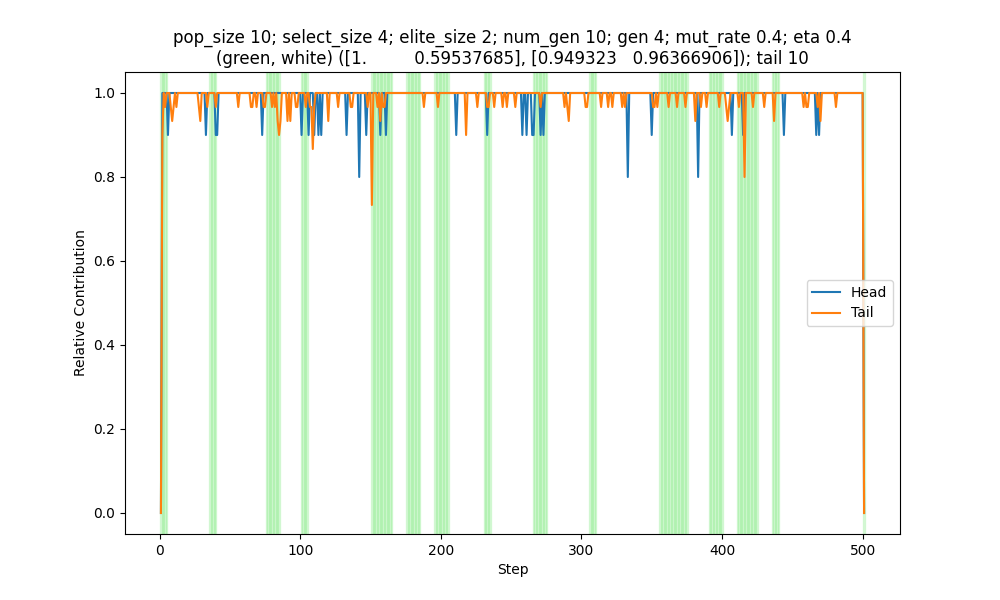 pop_size 10; select_size 4; elite_size 2; num_gen 10; gen 4; mut_rate 0.4; eta 0.4
(green, white) ([1. 0.59537685], [0.949323 0.96366906]); tail 10
1.0
0.8
0.6
0.4
0.2
0.0
Relative Contribution
Head
Tail
0 100 200 300 400 500
Step